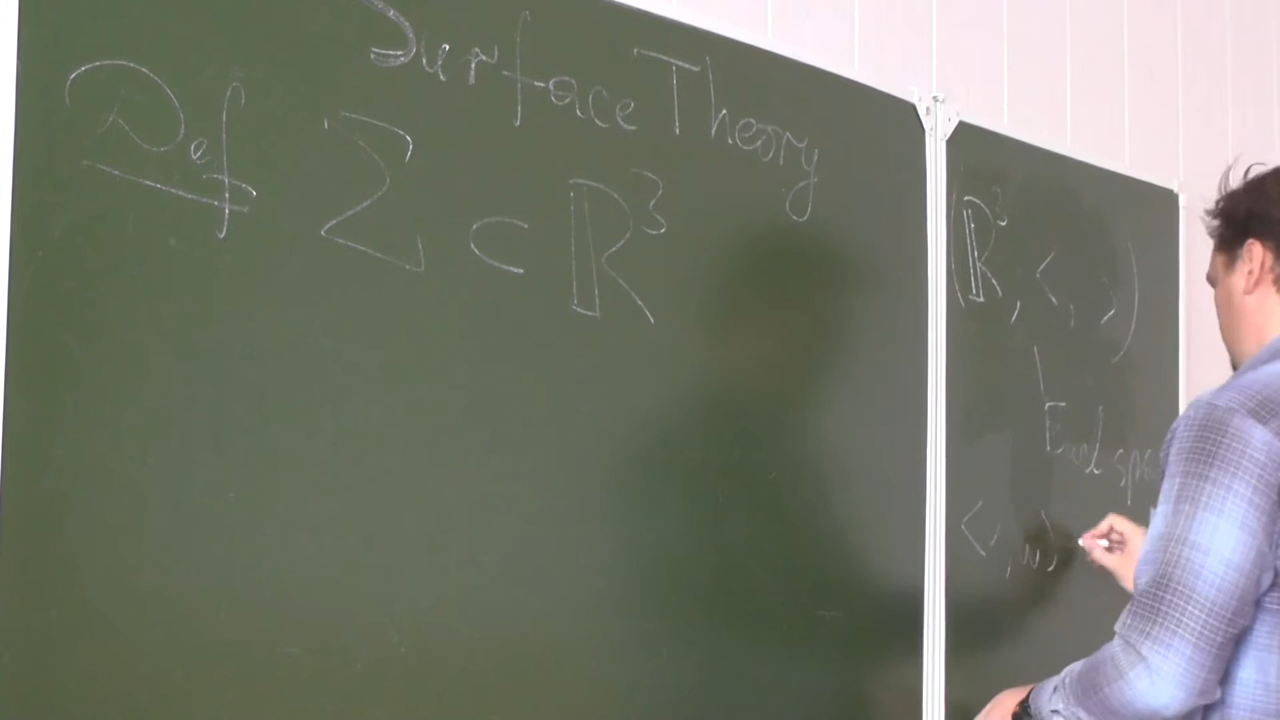 Surface Theory
Def Σ ⊂ ℝ³
(ℝ³, < , >)
Eucl spa
<v, w>